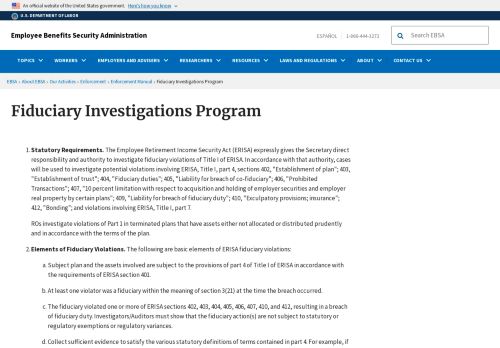 An official website of the United States government. Here's how you know
U.S. DEPARTMENT OF LABOR
Employee Benefits Security Administration
ESPAÑOL 1-866-444-3272
Search EBSA
TOPICS WORKERS EMPLOYERS AND ADVISERS RESEARCHERS RESOURCES LAWS AND REGULATIONS ABOUT CONTACT US
EBSA › About EBSA › Our Activities › Enforcement › Enforcement Manual › Fiduciary Investigations Program
Fiduciary Investigations Program
1. Statutory Requirements. The Employee Retirement Income Security Act (ERISA) expressly gives the Secretary direct
responsibility and authority to investigate fiduciary violations of Title I of ERISA. In accordance with that authority, cases
will be used to investigate potential violations involving ERISA, Title I, part 4, sections 402, "Establishment of plan"; 403,
"Establishment of trust"; 404, "Fiduciary duties"; 405, "Liability for breach of co-fiduciary"; 406, "Prohibited
Transactions"; 407, "10 percent limitation with respect to acquisition and holding of employer securities and employer
real property by certain plans"; 409, "Liability for breach of fiduciary duty"; 410, "Exculpatory provisions; insurance";
412, "Bonding"; and violations involving ERISA, Title I, part 7.
ROs investigate violations of Part 1 in terminated plans that have assets either not allocated or distributed prudently
and in accordance with the terms of the plan.
2. Elements of Fiduciary Violations. The following are basic elements of ERISA fiduciary violations:
a. Subject plan and the assets involved are subject to the provisions of part 4 of Title I of ERISA in accordance with
the requirements of ERISA section 401.
b. At least one violator was a fiduciary within the meaning of section 3(21) at the time the breach occurred.
c. The fiduciary violated one or more of ERISA sections 402, 403, 404, 405, 406, 407, 410, and 412, resulting in a
breach of fiduciary duty. Investigators/Auditors must show that the fiduciary action(s) are not subject to statutory or
regulatory exemptions or regulatory variances.
d. Collect sufficient evidence to satisfy the various statutory definitions of terms contained in part 4. For example, if